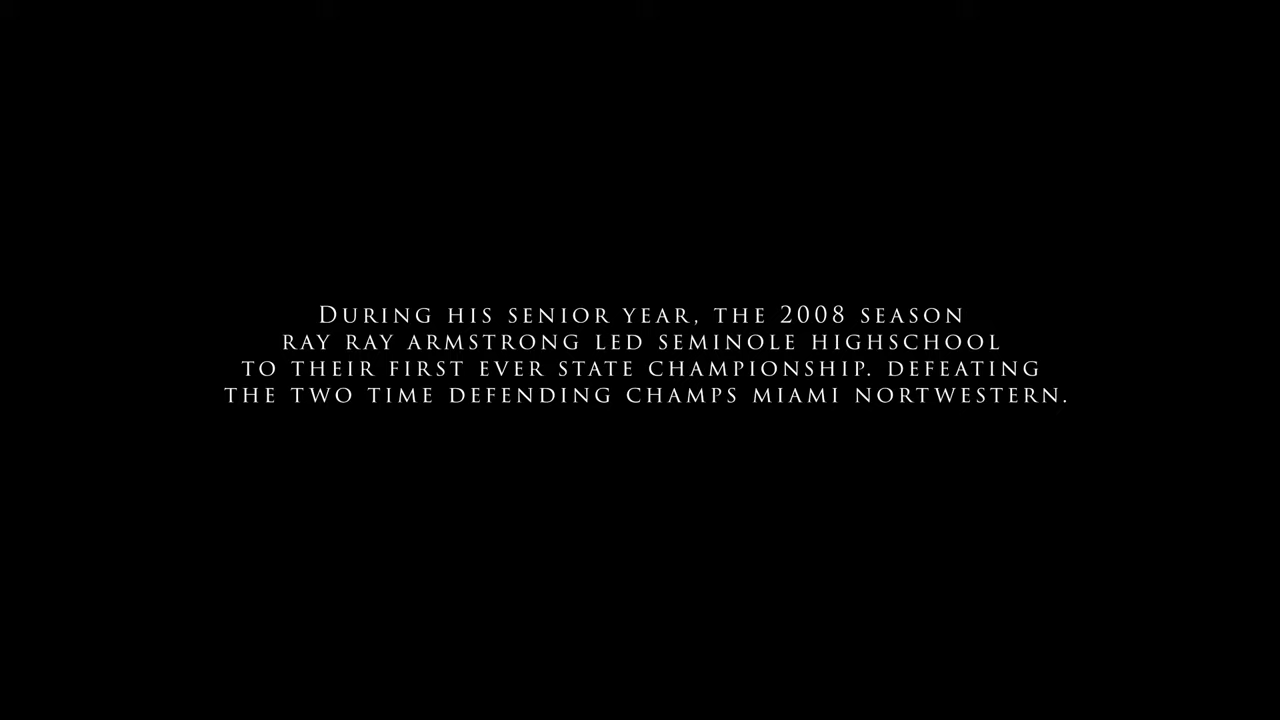 During his senior year, the 2008 season
ray ray armstrong led seminole highschool
to their first ever state championship. defeating
the two time defending champs miami nortwestern.